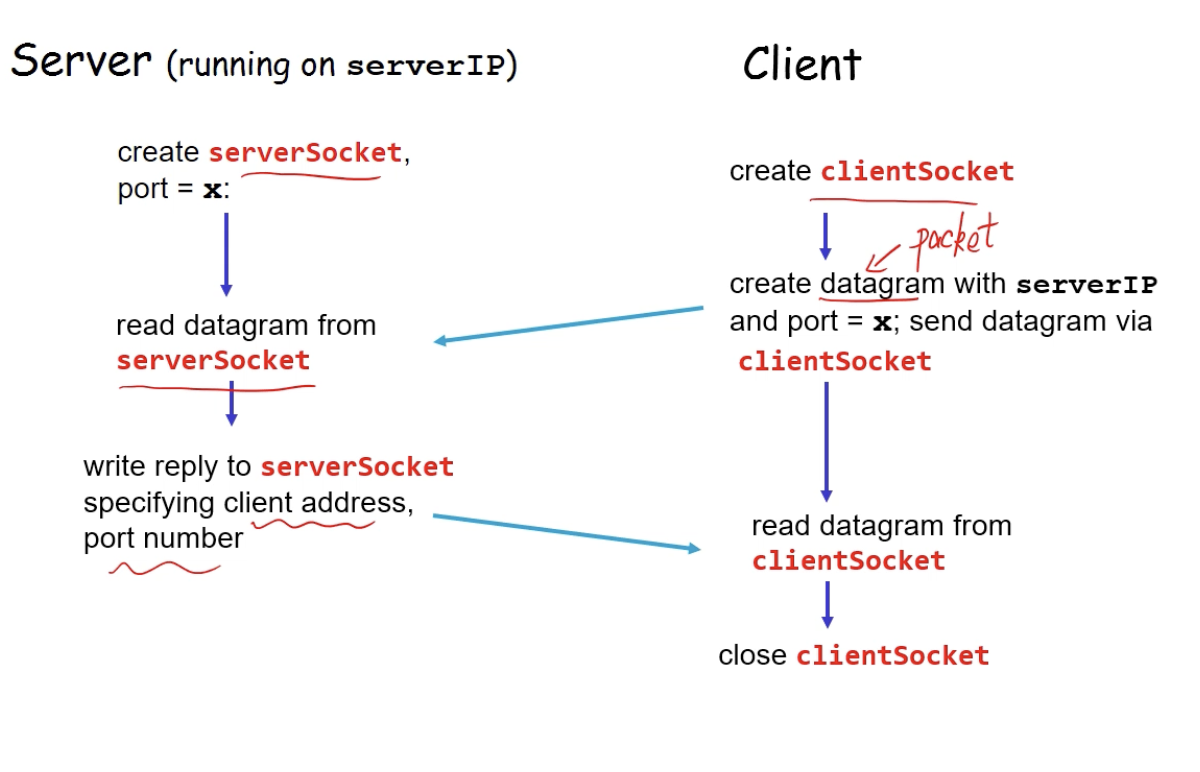 Server (running on serverIP)
create serverSocket,
port = x:
read datagram from
serverSocket
write reply to serverSocket
specifying client address,
port number
Client
create clientSocket
packet
create datagram with serverIP
and port = x; send datagram via
clientSocket
read datagram from
clientSocket
close clientSocket